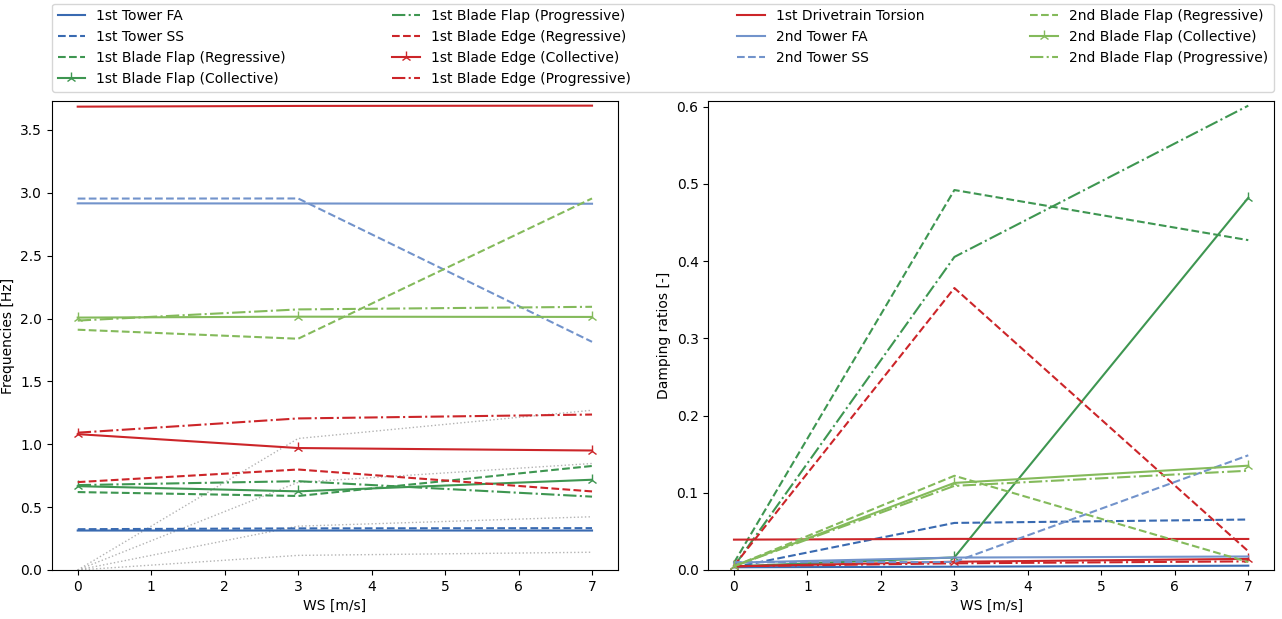 1st Tower FA
1st Tower SS
1st Blade Flap (Regressive)
1st Blade Flap (Collective)
1st Blade Flap (Progressive)
1st Blade Edge (Regressive)
1st Blade Edge (Collective)
1st Blade Edge (Progressive)
1st Drivetrain Torsion
2nd Tower FA
2nd Tower SS
2nd Blade Flap (Regressive)
2nd Blade Flap (Collective)
2nd Blade Flap (Progressive)
Frequencies [Hz]
3.5
3.0
2.5
2.0
1.5
1.0
0.5
0.0
0 1 2 3 4 5 6 7
WS [m/s]
Damping ratios [-]
0.6
0.5
0.4
0.3
0.2
0.1
0.0
0 1 2 3 4 5 6 7
WS [m/s]